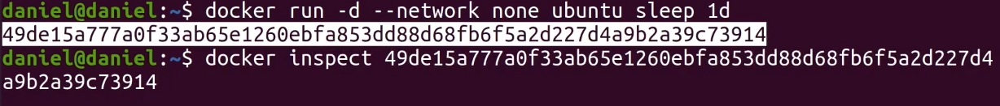 daniel@daniel:~$ docker run -d --network none ubuntu sleep 1d
49de15a777a0f33ab65e1260ebfa853dd88d68fb6f5a2d227d4a9b2a39c73914
daniel@daniel:~$ docker inspect 49de15a777a0f33ab65e1260ebfa853dd88d68fb6f5a2d227d4
a9b2a39c73914